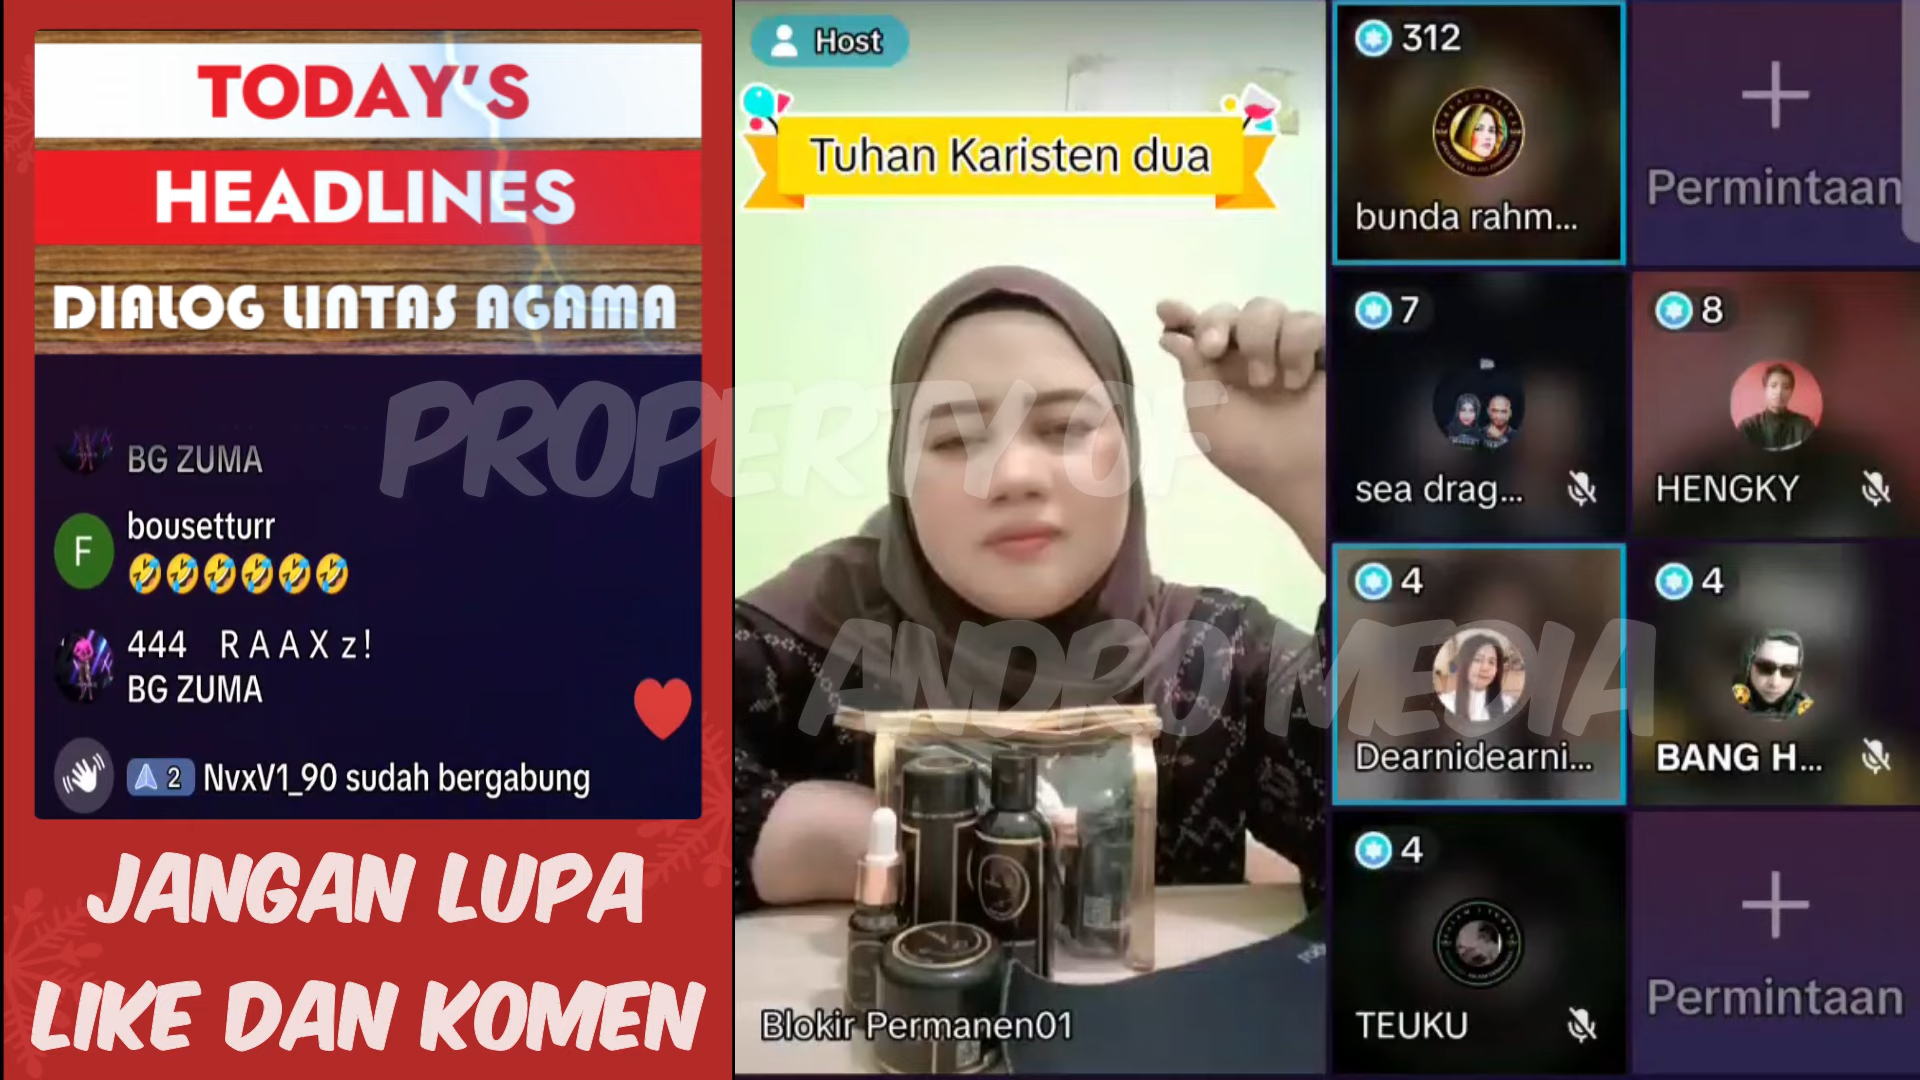 TODAY'S
HEADLINES
DIALOG LINTAS AGAMA
BG ZUMA
F
bousetturr
🤣🤣🤣🤣🤣🤣
444 R A A X z!
BG ZUMA
2 NvxV1_90 sudah bergabung
JANGAN LUPA
LIKE DAN KOMEN
PROPERTY OF
ANDRO MEDIA
Host
Tuhan Karisten dua
Blokir Permanen01
312
bunda rahm...
Permintaan
7
sea drag...
8
HENGKY
4
Dearnidearni...
4
BANG H...
4
TEUKU
Permintaan